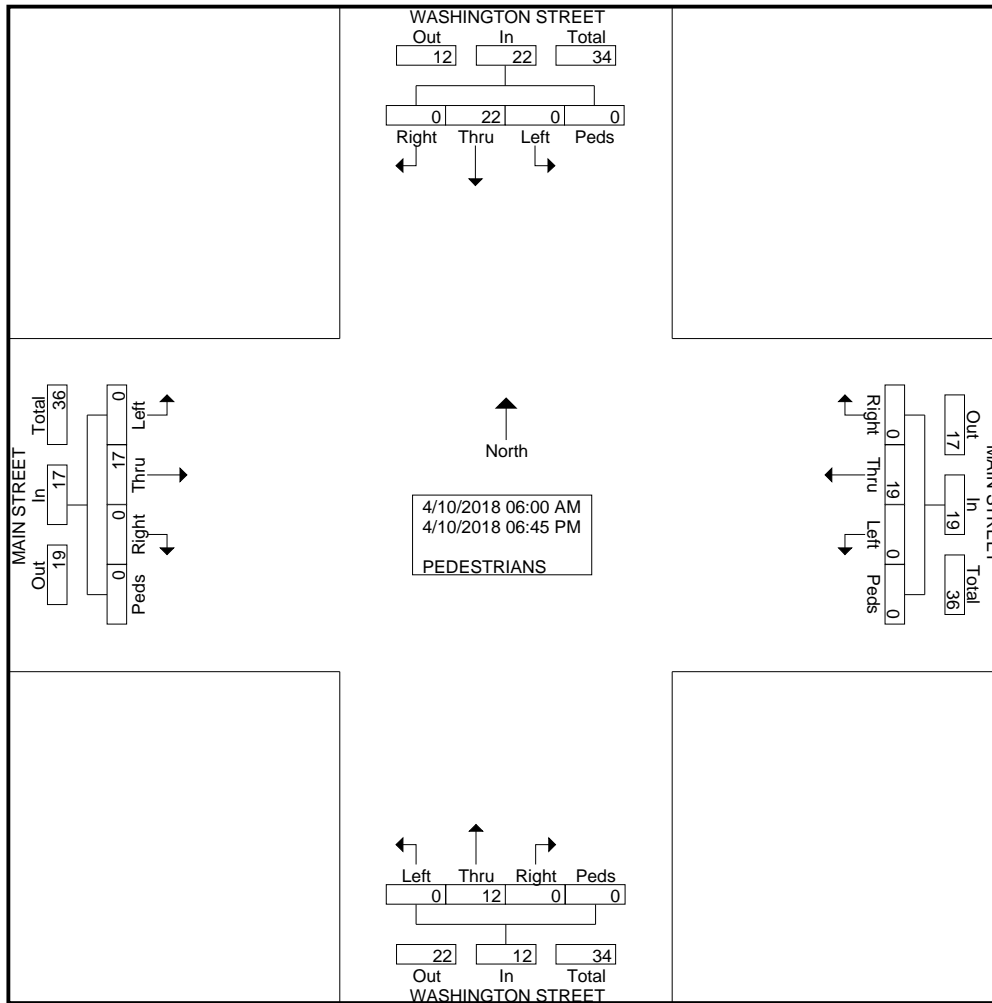 WASHINGTON STREET
Out In Total
12 22 34
0 22 0 0
Right Thru Left Peds
MAIN STREET
Total In Out
36 17 19
0 17 0 0
Left Thru Right Peds
North
4/10/2018 06:00 AM
4/10/2018 06:45 PM
PEDESTRIANS
Right Thru Left Peds
0 19 0 0
Out In Total
17 19 36
MAIN STREET
Left Thru Right Peds
0 12 0 0
22 12 34
Out In Total
WASHINGTON STREET